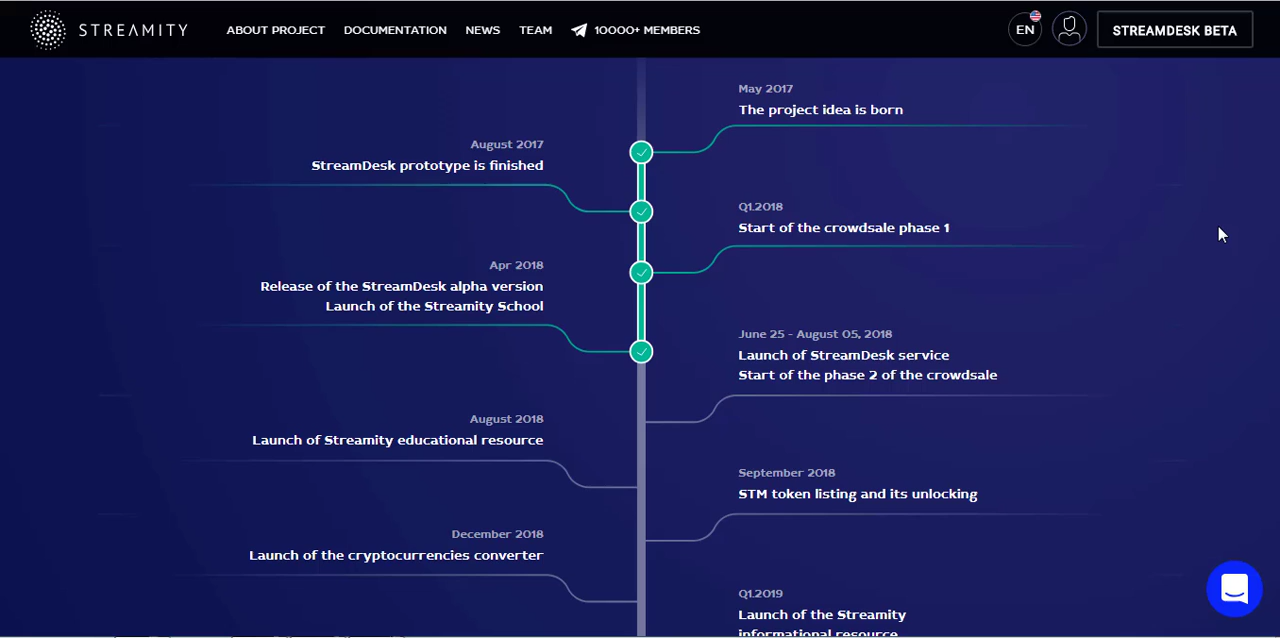 STREAMITY
ABOUT PROJECT
DOCUMENTATION
NEWS
TEAM
10000+ MEMBERS
EN
STREAMDESK BETA
May 2017
The project idea is born
August 2017
StreamDesk prototype is finished
Q1.2018
Start of the crowdsale phase 1
Apr 2018
Release of the StreamDesk alpha version
Launch of the Streamity School
June 25 - August 05, 2018
Launch of StreamDesk service
Start of the phase 2 of the crowdsale
August 2018
Launch of Streamity educational resource
September 2018
STM token listing and its unlocking
December 2018
Launch of the cryptocurrencies converter
Q1.2019
Launch of the Streamity
informational resource